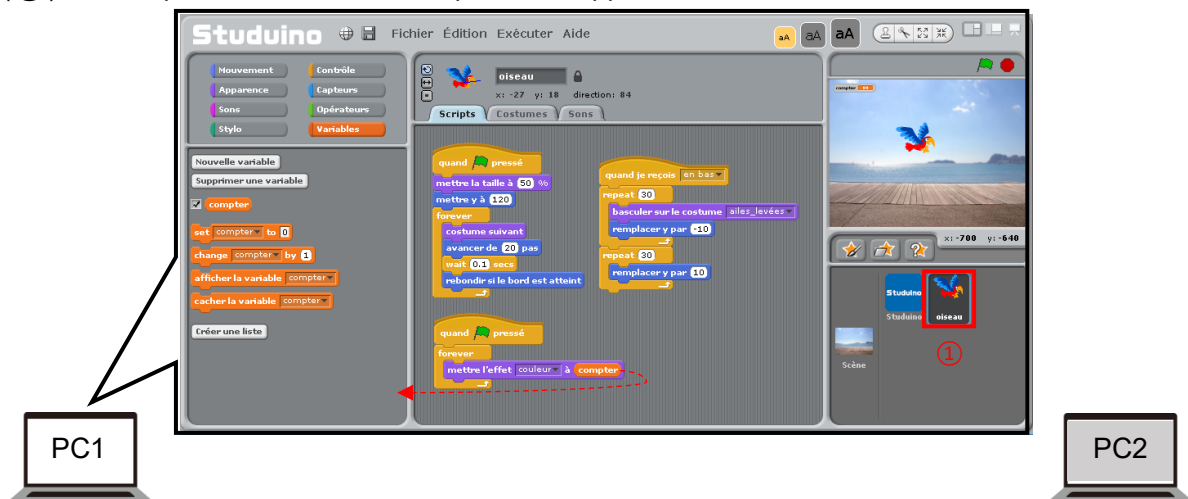 Studuino Fichier Édition Exécuter Aide aA aA aA
Mouvement Contrôle
Apparence Capteurs
Sons Opérateurs
Stylo Variables
Nouvelle variable
Supprimer une variable
compter
set compter to 0
change compter by 1
afficher la variable compter
cacher la variable compter
Créer une liste
oiseau
x: -27 y: 18 direction: 84
Scripts Costumes Sons
quand pressé
mettre la taille à 50 %
mettre y à 120
forever
costume suivant
avancer de 20 pas
wait 0.1 secs
rebondir si le bord est atteint
quand je reçois en bas
repeat 30
basculer sur le costume ailes_levées
remplacer y par -10
repeat 30
remplacer y par 10
quand pressé
forever
mettre l'effet couleur à compter
compter
x: -700 y: -640
Studuino
Studuino oiseau
Scène
①
PC1
PC2